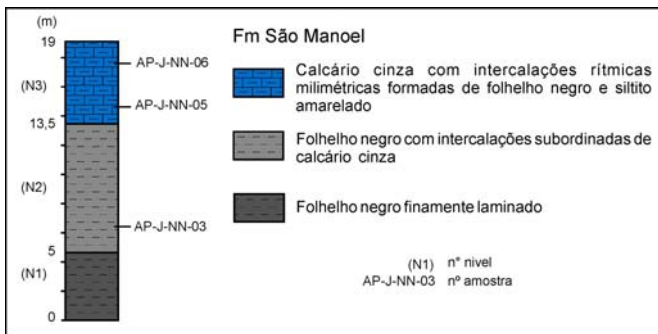 (m)
19
AP-J-NN-06
(N3)
AP-J-NN-05
13,5
(N2)
AP-J-NN-03
5
(N1)
0
Fm São Manoel
Calcário cinza com intercalações rítmicas
milimétricas formadas de folhelho negro e siltito
amarelado
Folhelho negro com intercalações subordinadas de
calcário cinza
Folhelho negro finamente laminado
(N1) n° nivel
AP-J-NN-03 nº amostra